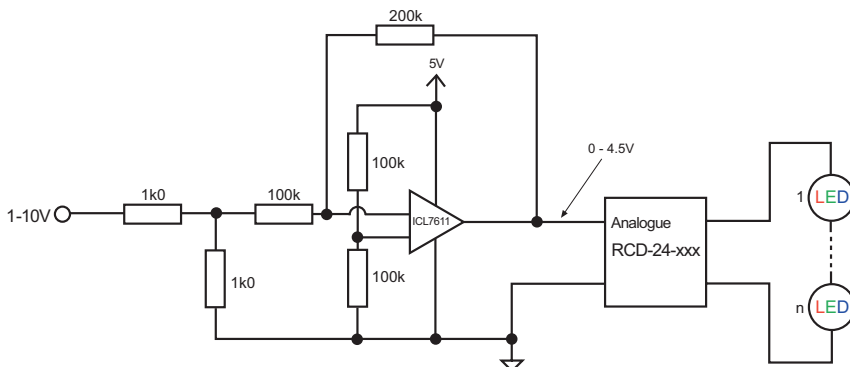 200k
5V
0 - 4.5V
100k
1k0
100k
1-10V
ICL7611
1
LED
Analogue
RCD-24-xxx
1k0
100k
n
LED